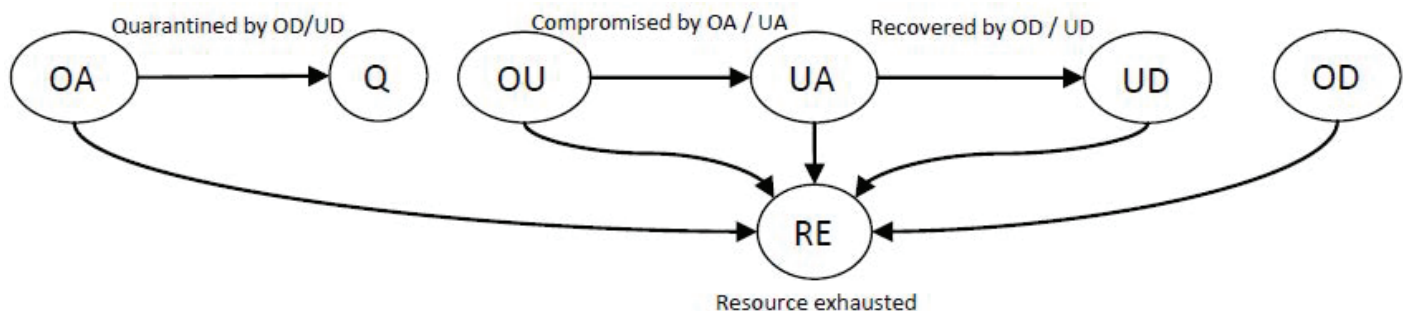 Quarantined by OD/UD
Compromised by OA / UA
Recovered by OD / UD
OA
Q
OU
UA
UD
OD
RE
Resource exhausted